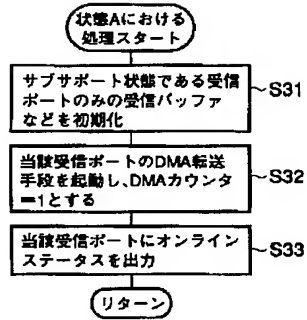 状態Aにおける
処理スタート
サブサポート状態である受信
ポートのみの受信バッファ
などを初期化
S31
当該受信ポートのDMA転送
手段を起動し、DMAカウンタ
ー1とする
S32
当該受信ポートにオンライン
ステータスを出力
S33
リターン